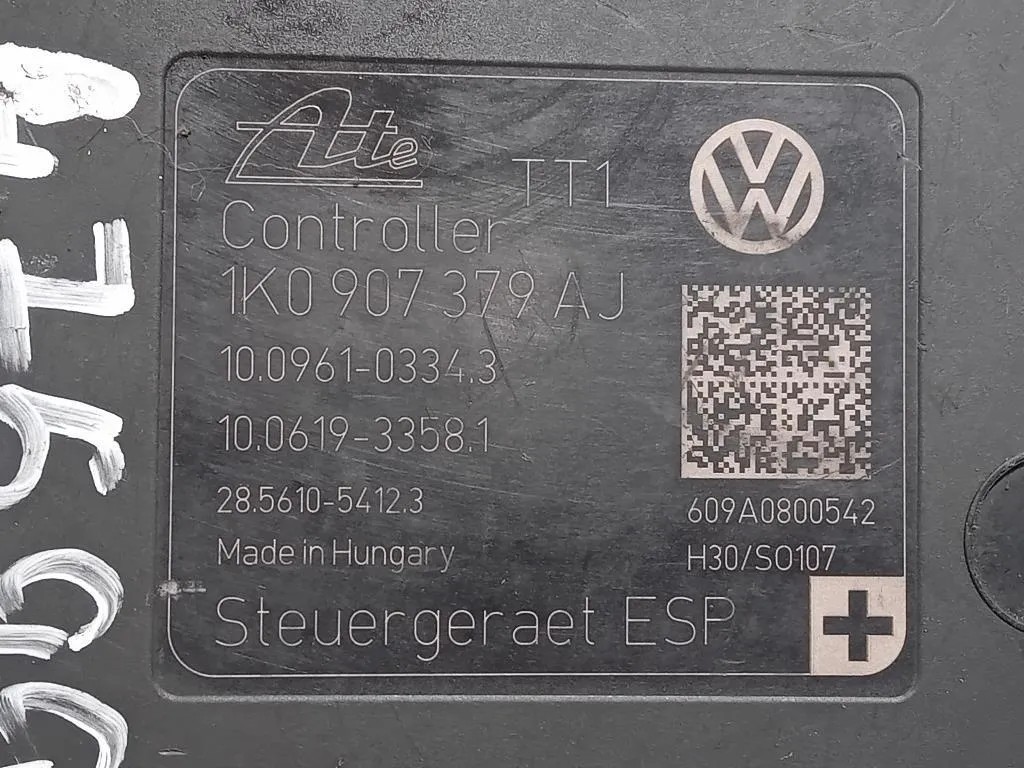 Ate TT1
Controller
1K0 907 379 AJ
10.0961-0334.3
10.0619-3358.1
28.5610-5412.3
Made in Hungary
Steuergeraet ESP
609A0800542
H30/SO107